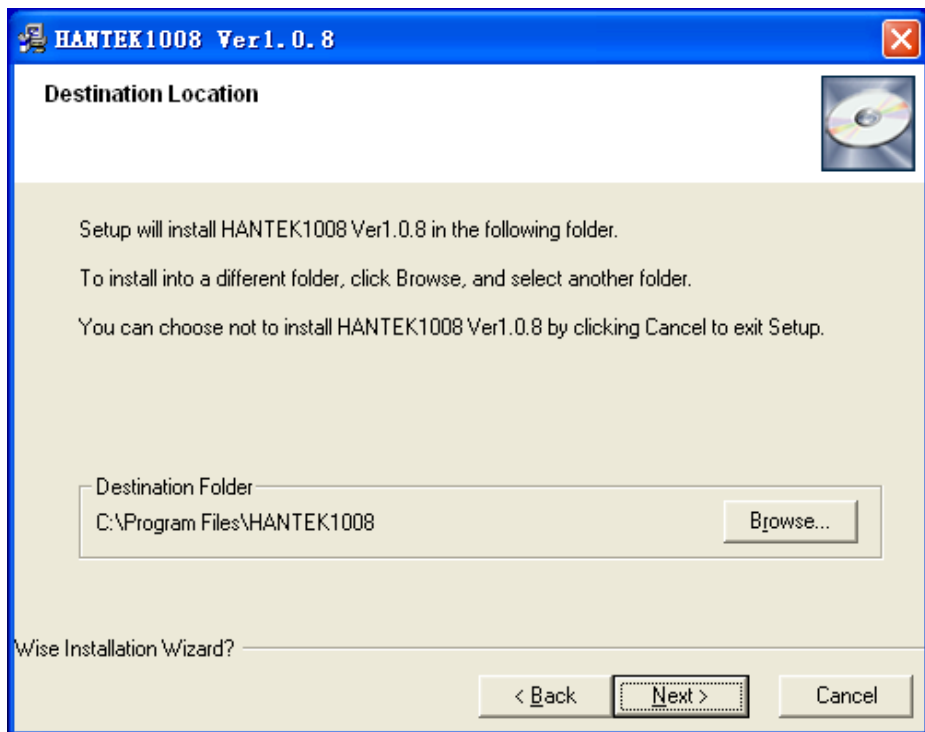 HANTEK1008 Ver1.0.8
Destination Location
Setup will install HANTEK1008 Ver1.0.8 in the following folder.
To install into a different folder, click Browse, and select another folder.
You can choose not to install HANTEK1008 Ver1.0.8 by clicking Cancel to exit Setup.
Destination Folder
C:\Program Files\HANTEK1008
Browse...
Wise Installation Wizard?
< Back
Next >
Cancel